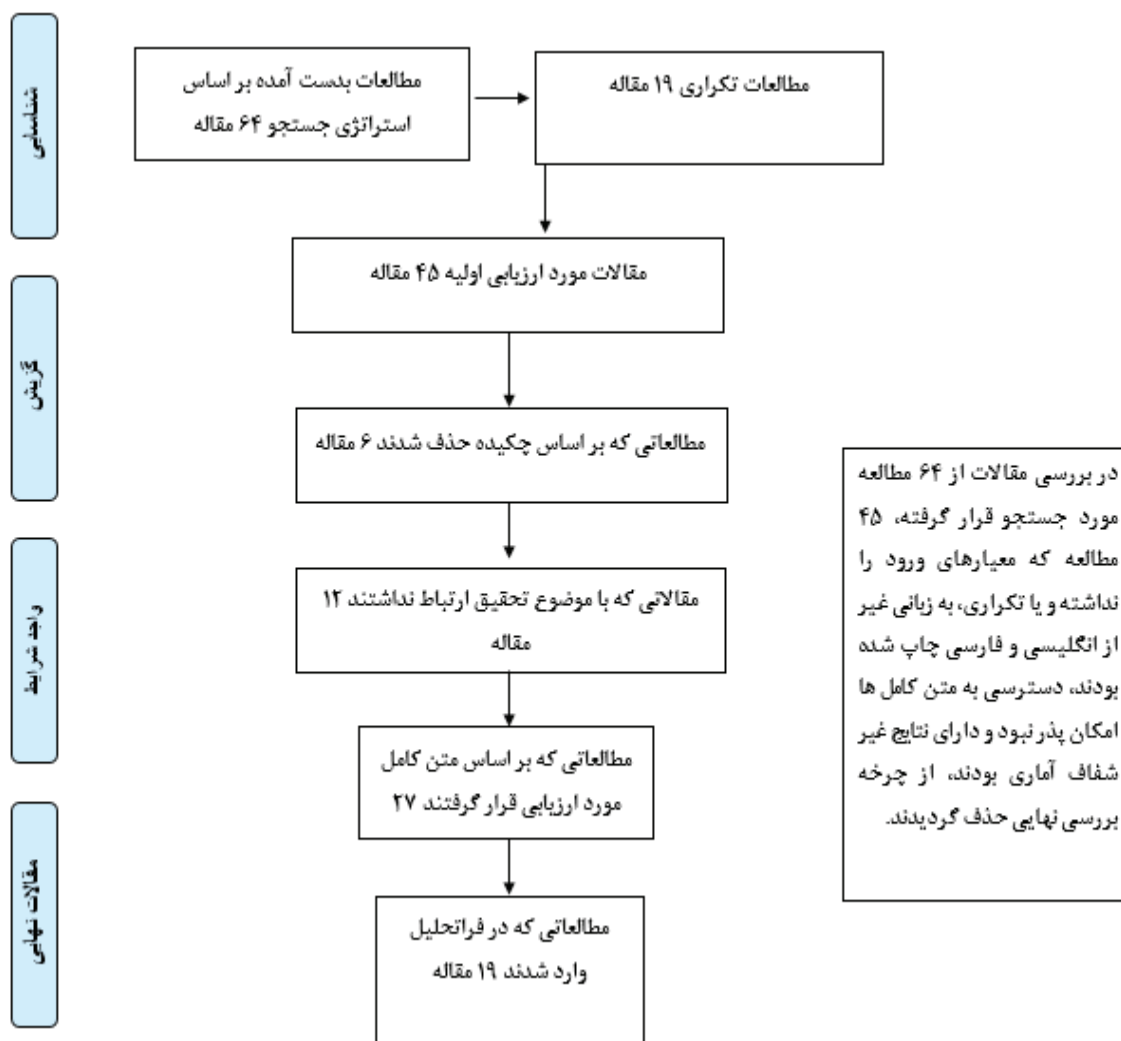 شناسایی
مطالعات بدست آمده بر اساس
استراتژی جستجو ۶۴ مقاله
مطالعات تکراری ۱۹ مقاله
مقالات مورد ارزیابی اولیه ۴۵ مقاله
گزینش
مطالعاتی که بر اساس چکیده حذف شدند ۶ مقاله
واجد شرایط
مقالاتی که با موضوع تحقیق ارتباط نداشتند ۱۲
مقاله
مطالعاتی که بر اساس متن کامل
مورد ارزیابی قرار گرفتند ۲۷
مقالات نهایی
مطالعاتی که در فراتحلیل
وارد شدند ۱۹ مقاله
در بررسی مقالات از ۶۴ مطالعه
مورد جستجو قرار گرفته، ۴۵
مطالعه که معیارهای ورود را
نداشته و یا تکراری، به زبانی غیر
از انگلیسی و فارسی چاپ شده
بودند، دسترسی به متن کامل ها
امکان پذر نبود و دارای نتایج غیر
شفاف آماری بودند، از چرخه
بررسی نهایی حذف گردیدند.